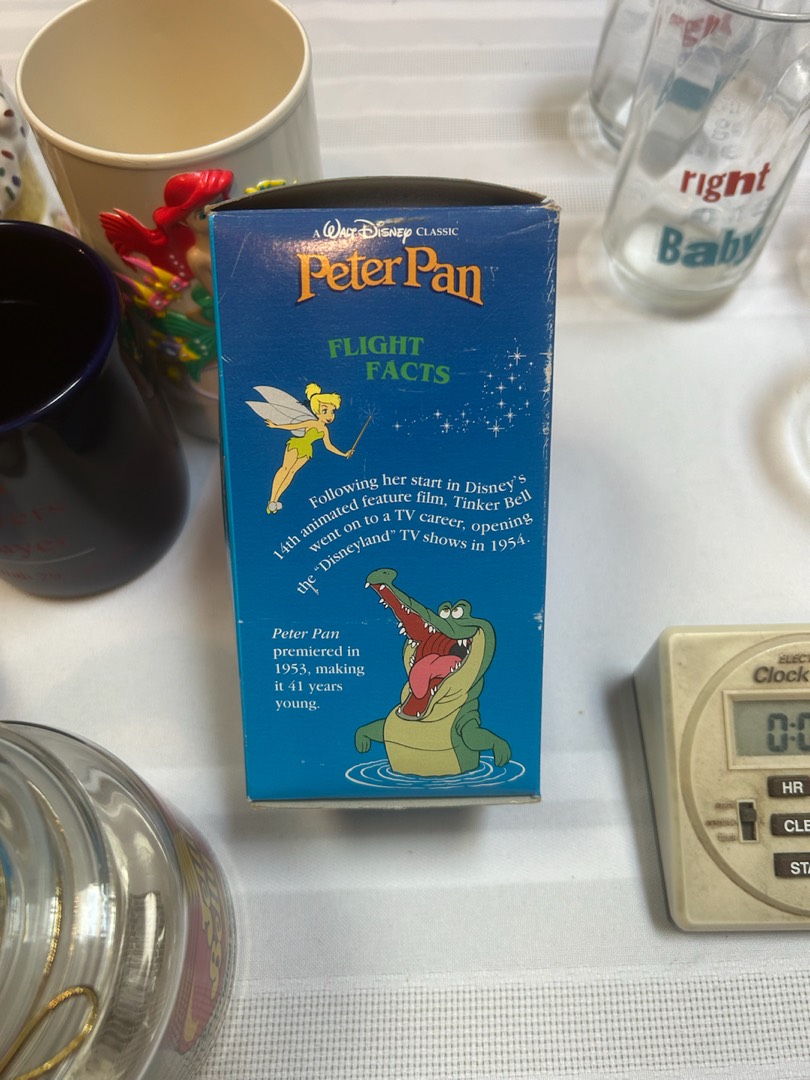 A Walt Disney CLASSIC
Peter Pan
FLIGHT
FACTS
Following her start in Disney's
14th animated feature film, Tinker Bell
went on to a TV career, opening
the "Disneyland" TV shows in 1954.
Peter Pan
premiered in
1953, making
it 41 years
young.
right
Baby
Clock
HR